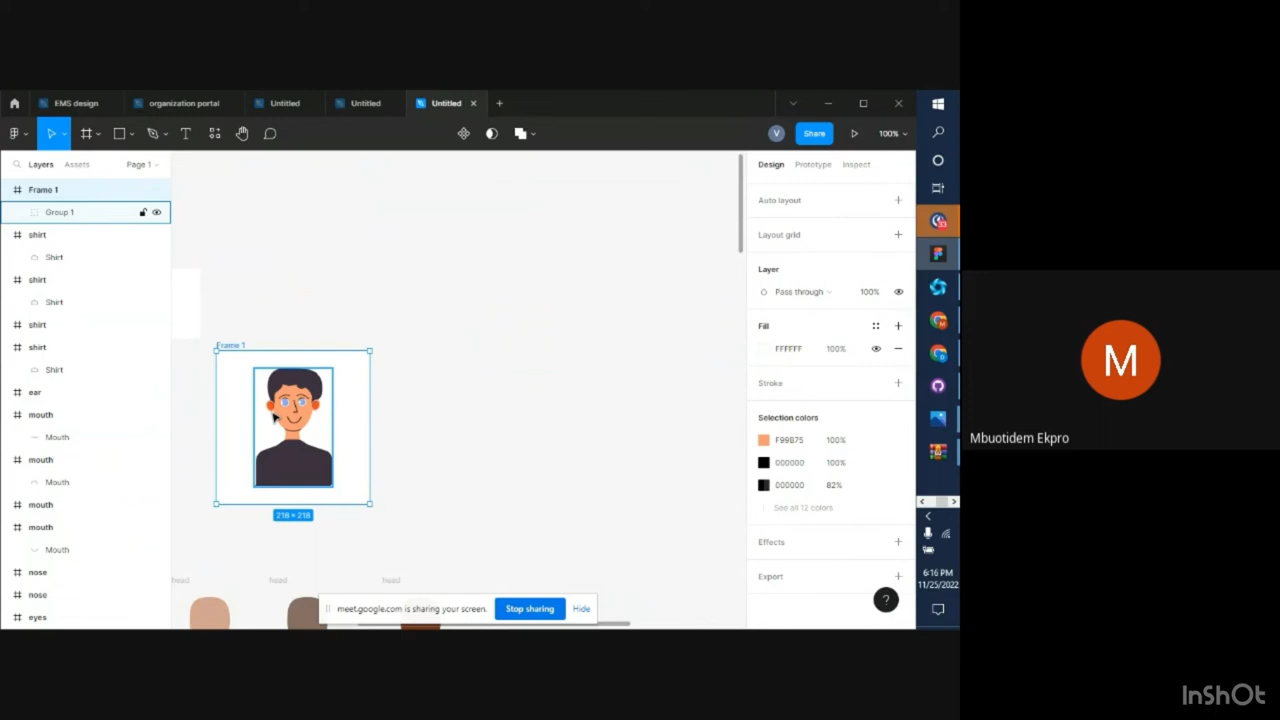 EMS design
organization portal
Untitled
Untitled
Untitled
V
Share
100%
Layers
Assets
Page 1
Design
Prototype
Inspect
Frame 1
Group 1
shirt
Shirt
shirt
Shirt
shirt
shirt
Shirt
ear
mouth
Mouth
mouth
Mouth
mouth
mouth
Mouth
nose
nose
eyes
Frame 1
218 × 218
head
head
head
meet.google.com is sharing your screen.
Stop sharing
Hide
Auto layout
Layout grid
Layer
Pass through
100%
Fill
FFFFFF
100%
Stroke
Selection colors
F99B75
100%
000000
100%
000000
82%
See all 12 colors
Effects
Export
?
6:16 PM
11/25/2022
M
Mbuotidem Ekpro
InShOt